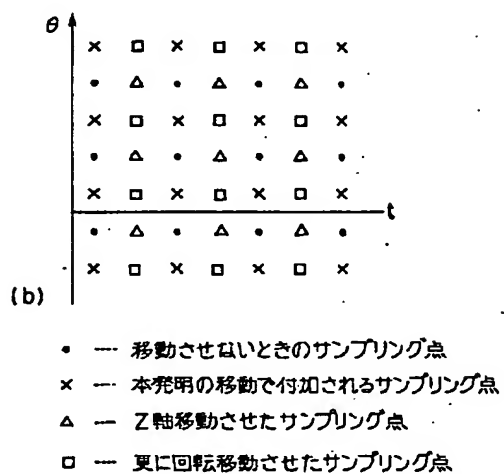 θ
t
(b)
• --- 移動させないときのサンプリング点
× --- 本発明の移動で付加されるサンプリング点
△ --- Z軸移動させたサンプリング点
□ --- 更に回転移動させたサンプリング点